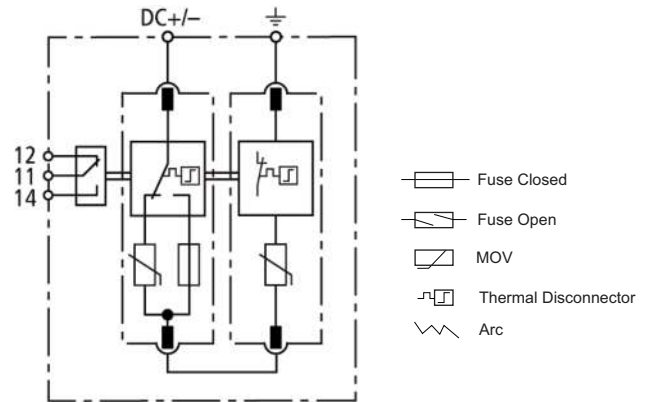 DC+/–
12
11
14
Fuse Closed
Fuse Open
MOV
Thermal Disconnector
Arc